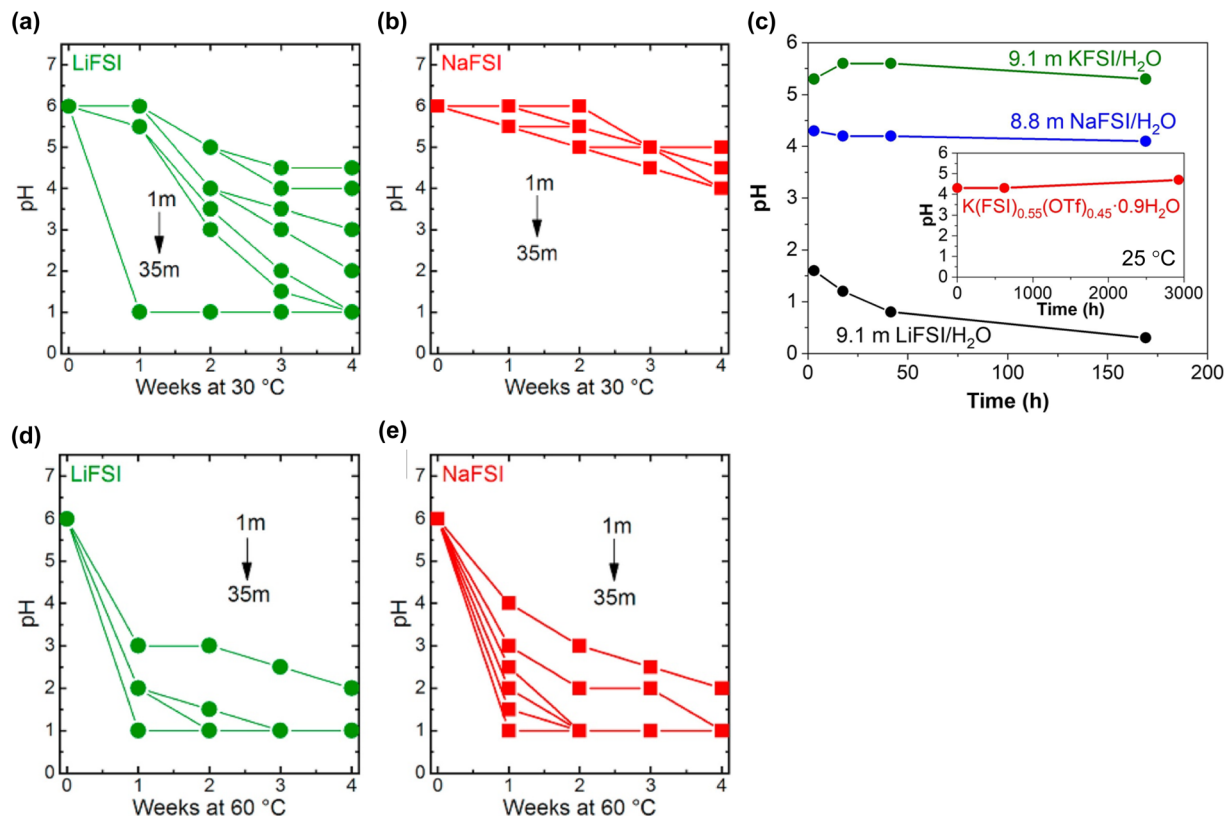 (a)
LiFSI
7
6
5
4
3
2
1
0
pH
1m
35m
0 1 2 3 4
Weeks at 30 °C
(b)
NaFSI
7
6
5
4
3
2
1
0
pH
1m
35m
0 1 2 3 4
Weeks at 30 °C
(c)
6
5
4
3
2
1
0
pH
9.1 m KFSI/H₂O
8.8 m NaFSI/H₂O
6
5
4
3
2
1
0
pH
K(FSI)₀.₅₅(OTf)₀.₄₅·0.9H₂O
25 °C
0 1000 2000 3000
Time (h)
9.1 m LiFSI/H₂O
0 50 100 150 200
Time (h)
(d)
LiFSI
7
6
5
4
3
2
1
0
pH
1m
35m
0 1 2 3 4
Weeks at 60 °C
(e)
NaFSI
7
6
5
4
3
2
1
0
pH
1m
35m
0 1 2 3 4
Weeks at 60 °C